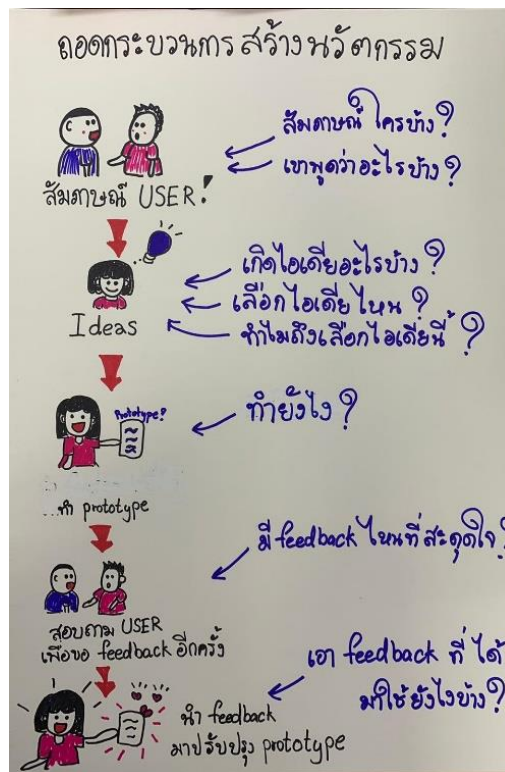 ถอดกระบวนการสร้างนวัตกรรม
สัมภาษณ์ ใครบ้าง?
เขาพูดว่าอะไรบ้าง?
สัมภาษณ์ USER!
เกิดไอเดียอะไรบ้าง?
เลือกไอเดียไหน?
ทำไมถึงเลือกไอเดียนี้?
Ideas
Prototype?
ทำยังไง?
ทำ prototype
มี feedback ไหนที่สะดุดใจ?
สอบถาม USER
เพื่อขอ feedback อีกครั้ง
เอา feedback ที่ ได้
มาใช้ยังไงบ้าง?
นำ feedback
มาปรับปรุง prototype